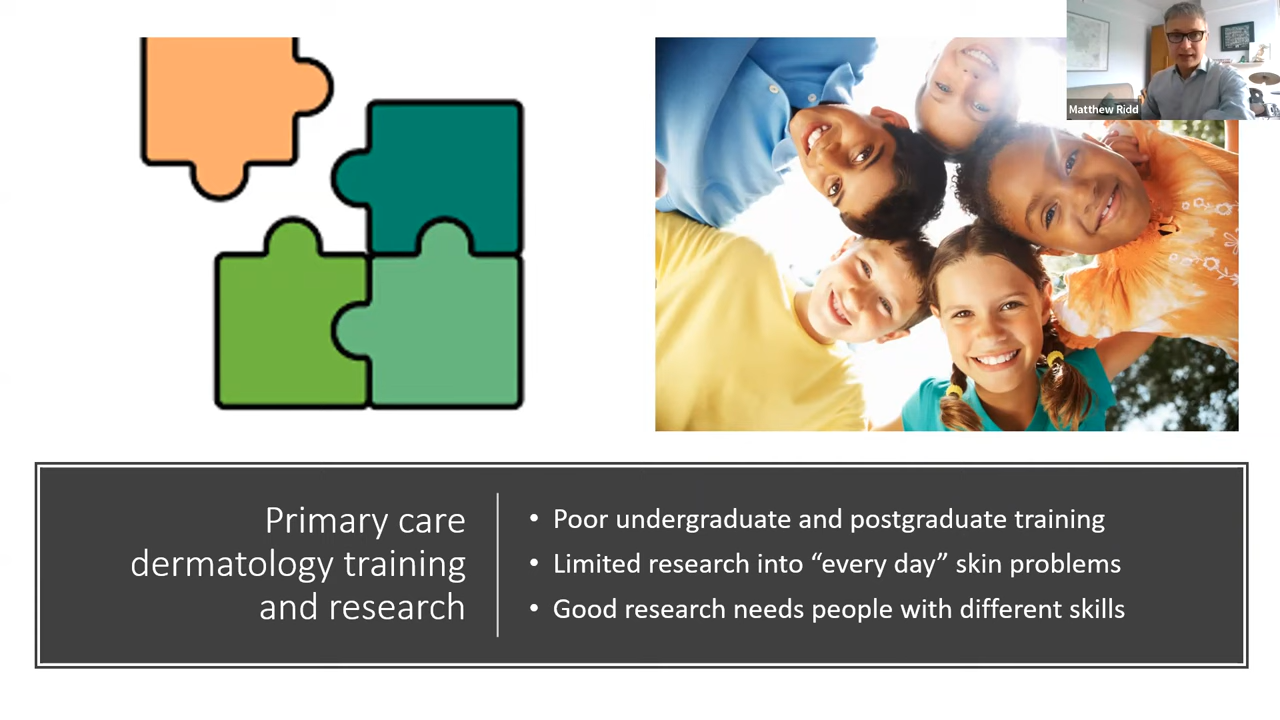 Matthew Ridd
Primary care
dermatology training
and research
• Poor undergraduate and postgraduate training
• Limited research into “every day” skin problems
• Good research needs people with different skills